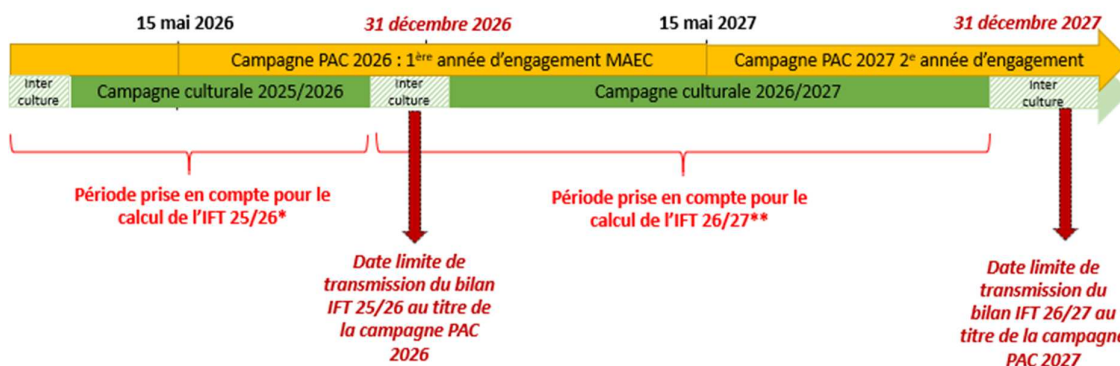 15 mai 2026
31 décembre 2026
15 mai 2027
31 décembre 2027
Campagne PAC 2026 : 1ère année d'engagement MAEC
Campagne PAC 2027 2e année d'engagement
Inter
culture
Campagne culturale 2025/2026
Inter
culture
Campagne culturale 2026/2027
Inter
culture
Période prise en compte pour le
calcul de l'IFT 25/26*
Période prise en compte pour le
calcul de l'IFT 26/27**
Date limite de
transmission du bilan
IFT 25/26 au titre de
la campagne PAC
2026
Date limite de
transmission du
bilan IFT 26/27 au
titre de la campagne
PAC 2027